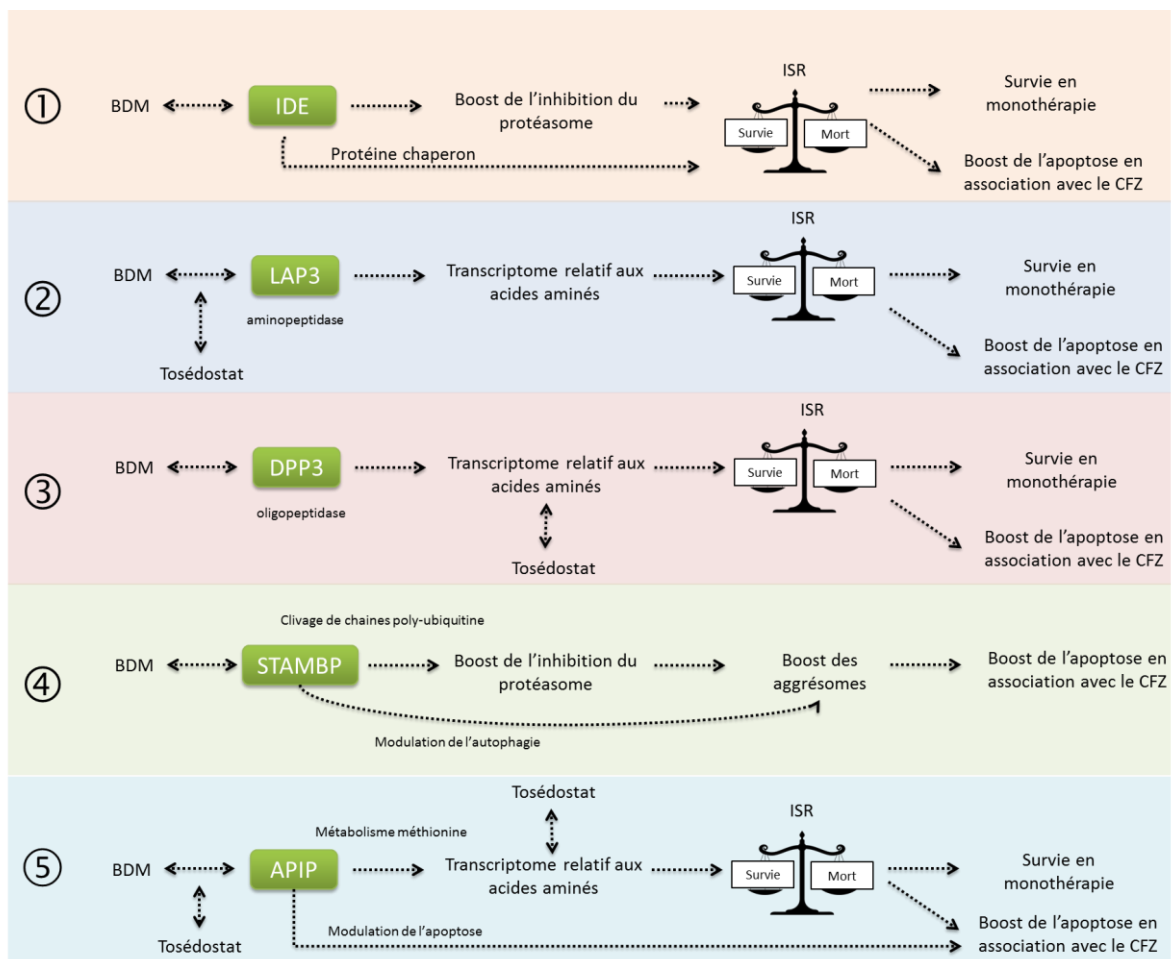 ①
BDM
IDE
Boost de l’inhibition du
protéasome
Protéine chaperon
ISR
Survie
Mort
Survie en
monothérapie
Boost de l’apoptose en
association avec le CFZ
②
BDM
LAP3
aminopeptidase
Tosédostat
Transcriptome relatif aux
acides aminés
ISR
Survie
Mort
Survie en
monothérapie
Boost de l’apoptose en
association avec le CFZ
③
BDM
DPP3
oligopeptidase
Transcriptome relatif aux
acides aminés
Tosédostat
ISR
Survie
Mort
Survie en
monothérapie
Boost de l’apoptose en
association avec le CFZ
④
Clivage de chaines poly-ubiquitine
BDM
STAMBP
Boost de l’inhibition du
protéasome
Modulation de l’autophagie
Boost des
aggrésomes
Boost de l’apoptose en
association avec le CFZ
⑤
Tosédostat
Métabolisme méthionine
BDM
APIP
Transcriptome relatif aux
acides aminés
Tosédostat
Modulation de l’apoptose
ISR
Survie
Mort
Survie en
monothérapie
Boost de l’apoptose en
association avec le CFZ